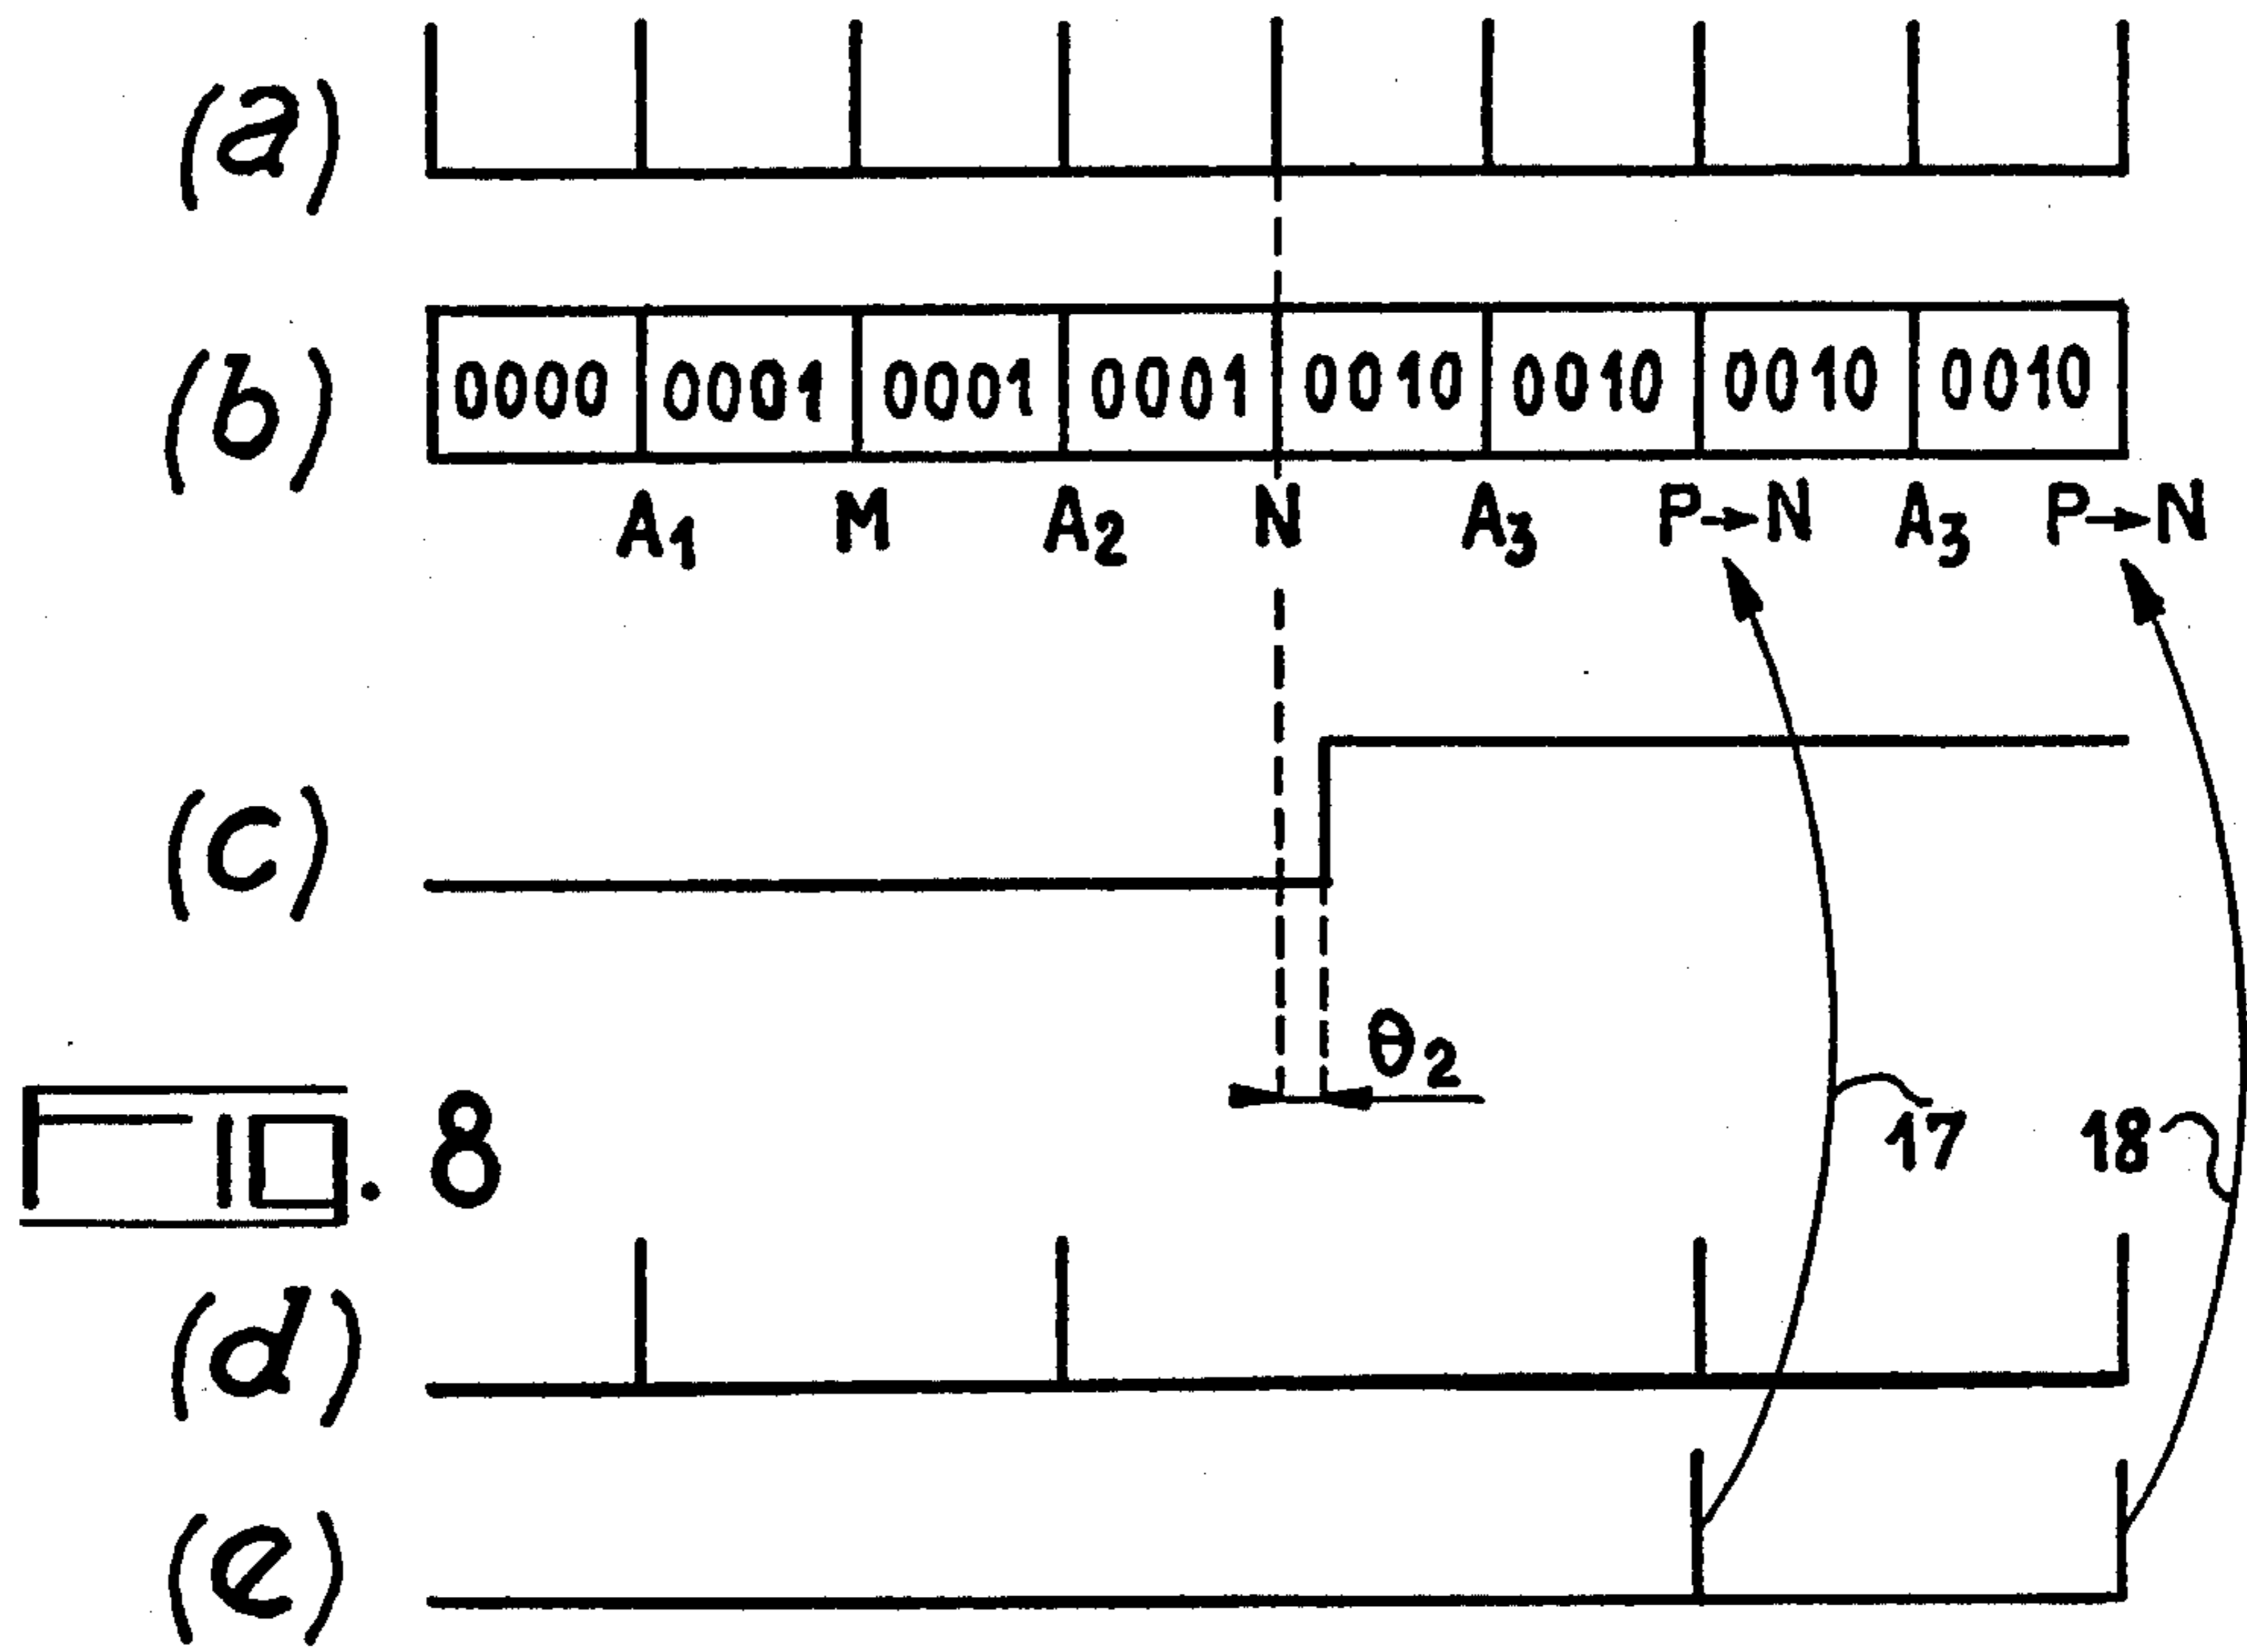 (a)
(b) 0000 0001 0001 0001 0010 0010 0010 0010
A1 M A2 N A3 P→N A3 P→N
(c)
θ2
FIG. 8
17 18
(d)
(e)